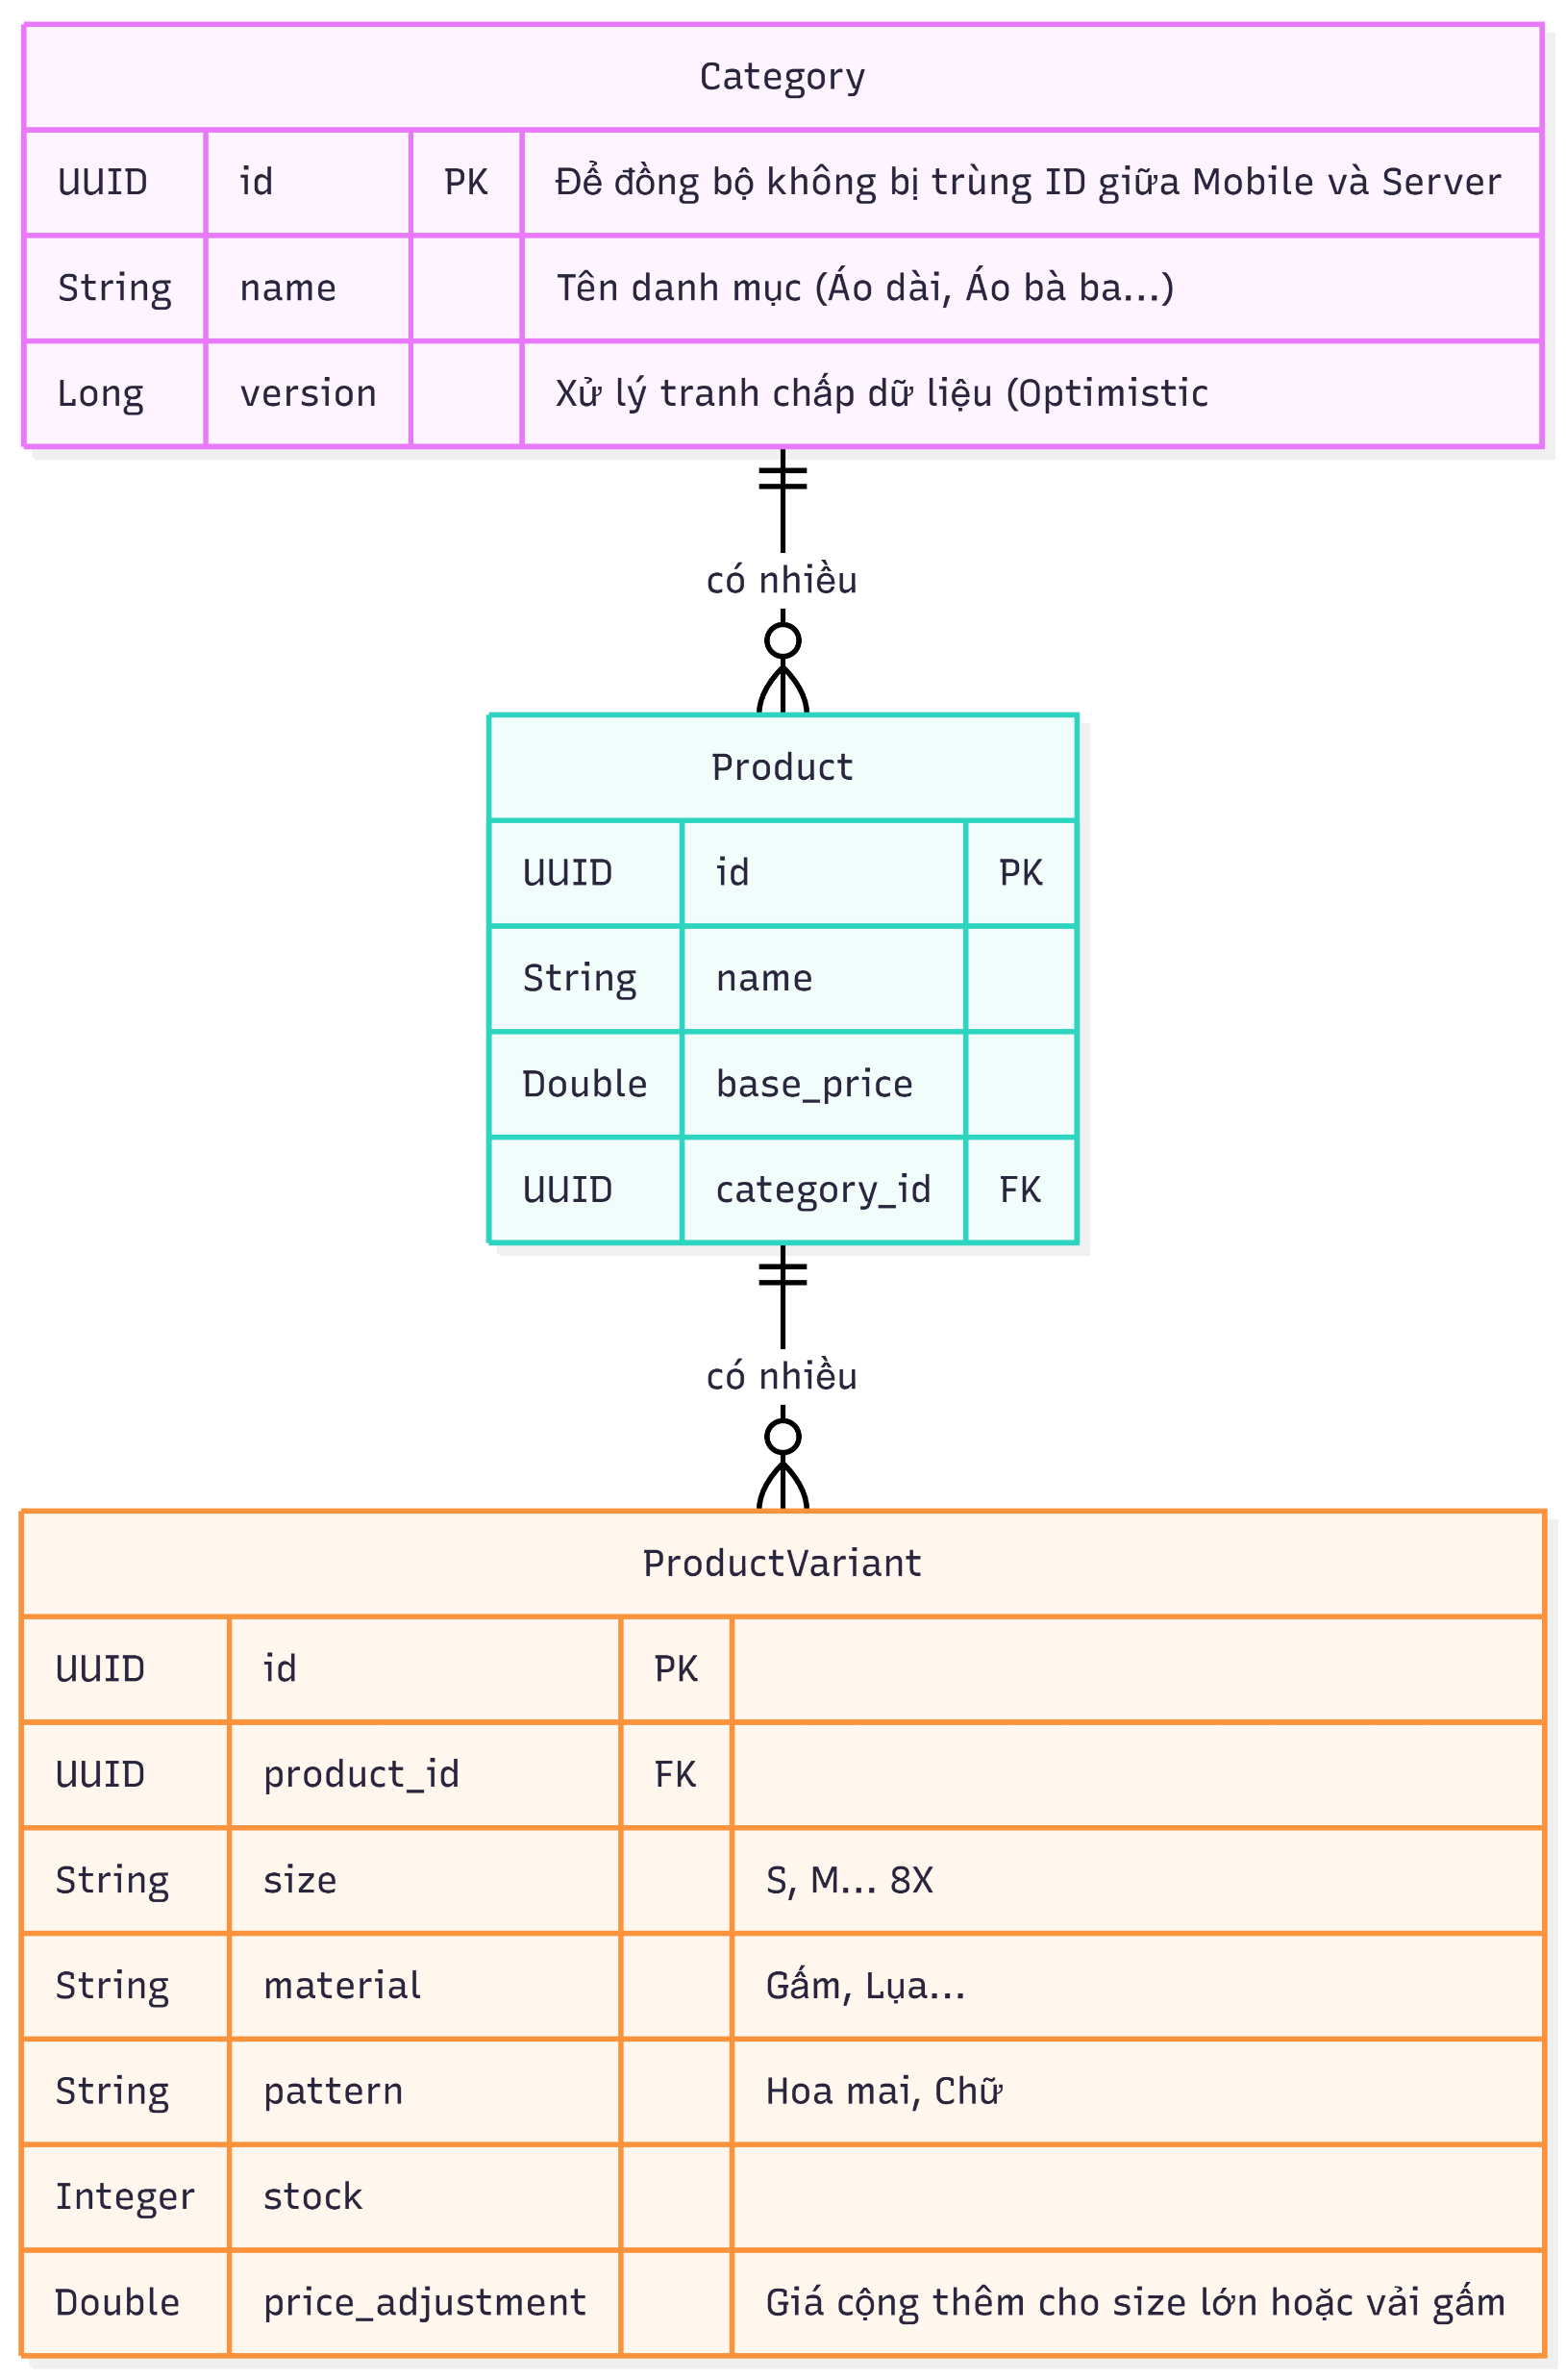 Category
UUID id PK Để đồng bộ không bị trùng ID giữa Mobile và Server
String name Tên danh mục (Áo dài, Áo bà ba...)
Long version Xử lý tranh chấp dữ liệu (Optimistic
có nhiều
Product
UUID id PK
String name
Double base_price
UUID category_id FK
có nhiều
ProductVariant
UUID id PK
UUID product_id FK
String size S, M... 8X
String material Gấm, Lụa...
String pattern Hoa mai, Chữ
Integer stock
Double price_adjustment Giá cộng thêm cho size lớn hoặc vải gấm